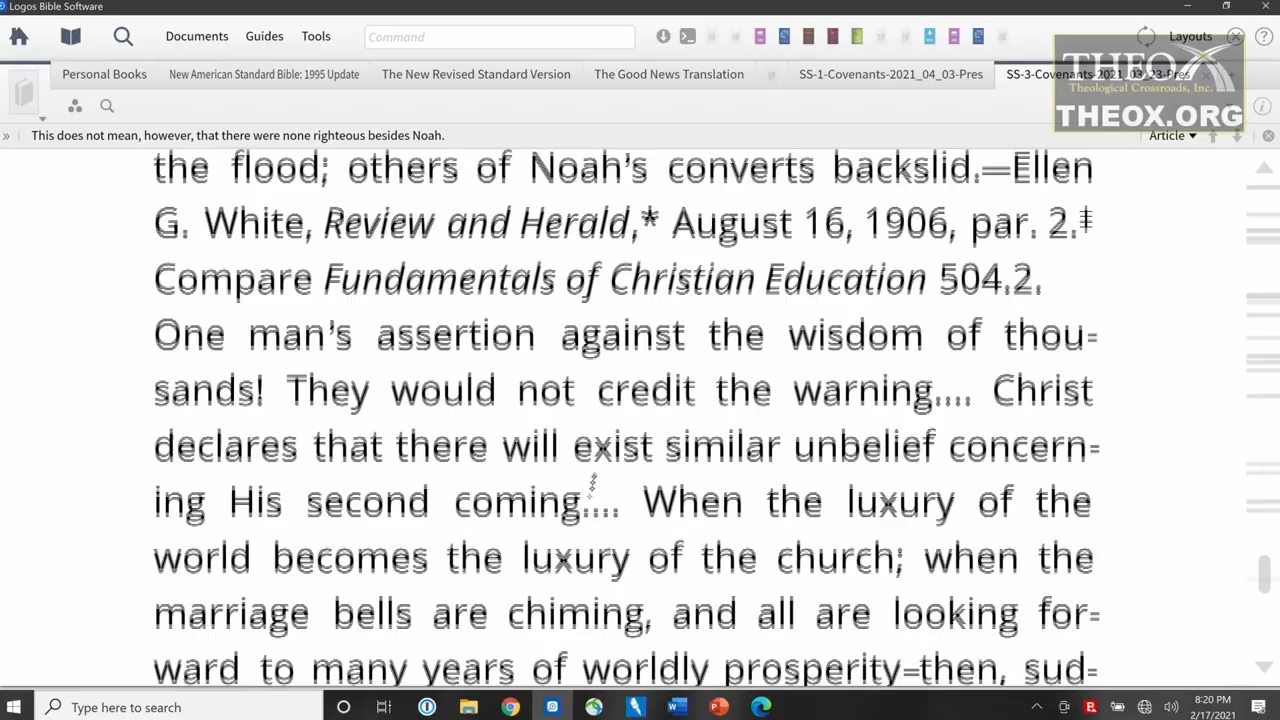 Logos Bible Software
Documents Guides Tools Command Layouts
Personal Books New American Standard Bible: 1995 Update The New Revised Standard Version The Good News Translation SS-1-Covenants-2021_04_03-Pres SS-3-Covenants-2021_03_23-Pres
THEOX
Theological Crossroads, Inc.
THEOX.ORG
» This does not mean, however, that there were none righteous besides Noah. Article
the flood; others of Noah's converts backslid.—Ellen
G. White, Review and Herald,* August 16, 1906, par. 2.‡
Compare Fundamentals of Christian Education 504.2.
One man's assertion against the wisdom of thou-
sands! They would not credit the warning.... Christ
declares that there will exist similar unbelief concern-
ing His second coming.... When the luxury of the
world becomes the luxury of the church; when the
marriage bells are chiming, and all are looking for-
ward to many years of worldly prosperity–then, sud-
Type here to search
8:20 PM
2/17/2021